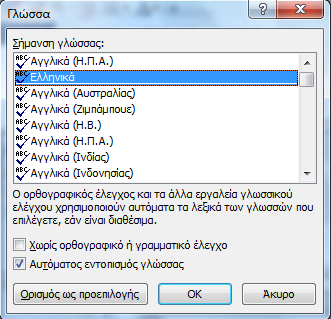 Γλώσσα
Σήμανση γλώσσας:
Αγγλικά (Η.Π.Α.)
Ελληνικά
Αγγλικά (Αυστραλίας)
Αγγλικά (Ζιμπάμπουε)
Αγγλικά (Η.Β.)
Αγγλικά (Η.Π.Α.)
Αγγλικά (Ινδίας)
Αγγλικά (Ινδονησίας)
Ο ορθογραφικός έλεγχος και τα άλλα εργαλεία γλωσσικού
ελέγχου χρησιμοποιούν αυτόματα τα λεξικά των γλωσσών που
επιλέγετε, εάν είναι διαθέσιμα.
Χωρίς ορθογραφικό ή γραμματικό έλεγχο
Αυτόματος εντοπισμός γλώσσας
Ορισμός ως προεπιλογής OK Άκυρο